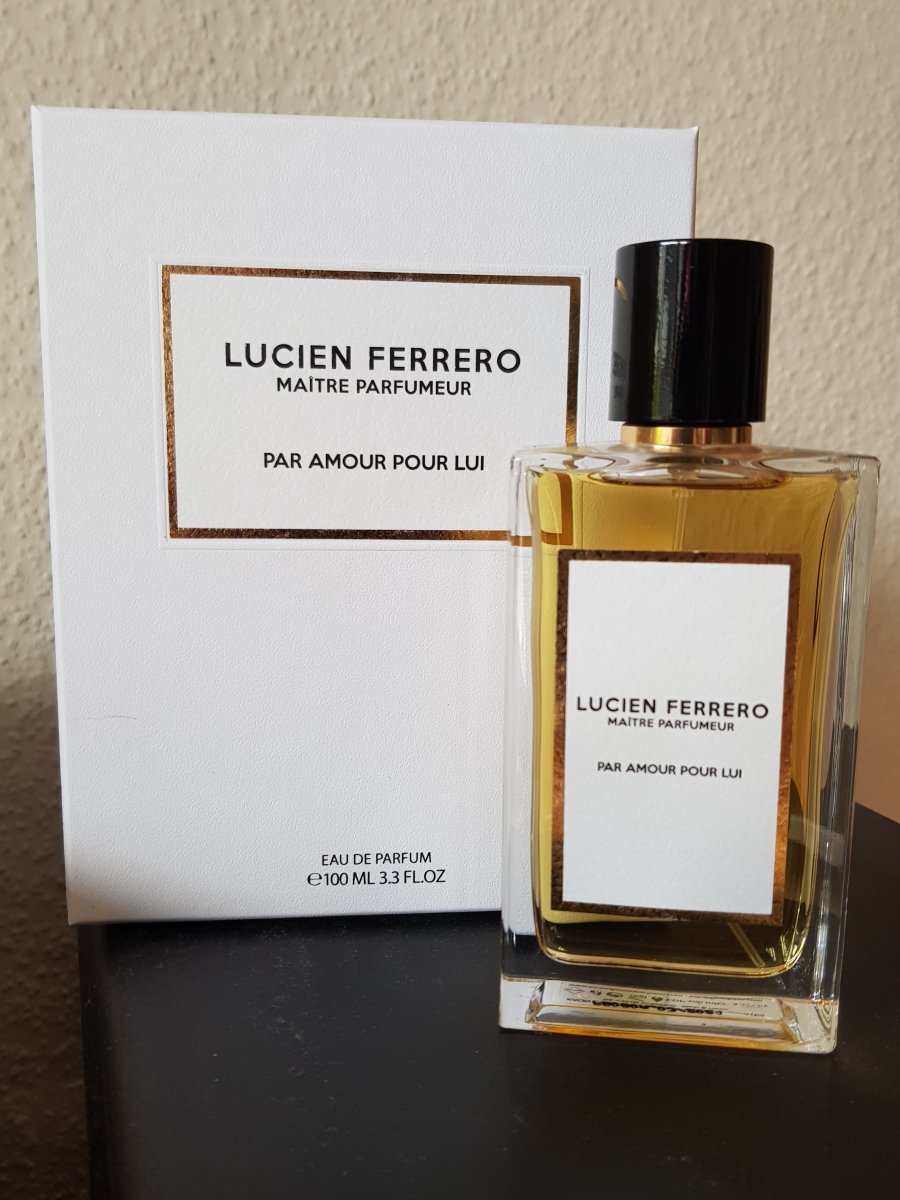 LUCIEN FERRERO
MAÎTRE PARFUMEUR
PAR AMOUR POUR LUI
EAU DE PARFUM
℮100 ML 3.3 FL.OZ
LUCIEN FERRERO
MAÎTRE PARFUMEUR
PAR AMOUR POUR LUI